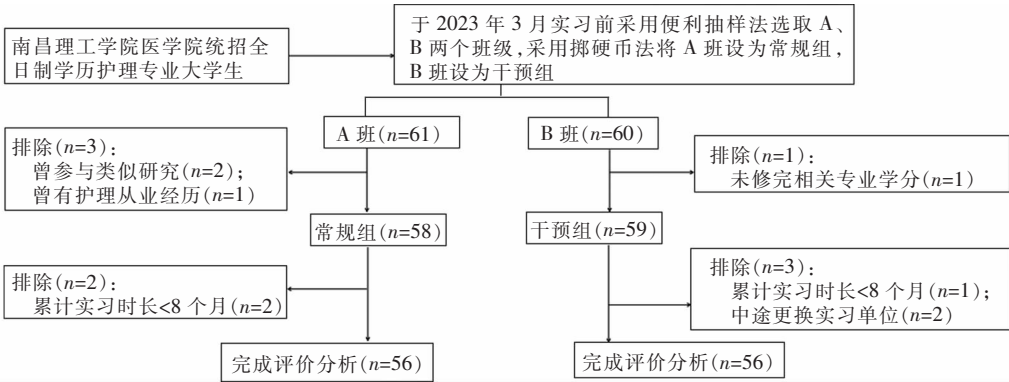 南昌理工学院医学院统招全
日制学历护理专业大学生
于 2023 年 3 月实习前采用便利抽样法选取 A、
B 两个班级,采用掷硬币法将 A 班设为常规组,
B 班设为干预组
A 班(n=61)
B 班(n=60)
排除(n=3):
曾参与类似研究(n=2);
曾有护理从业经历(n=1)
排除(n=1):
未修完相关专业学分(n=1)
常规组(n=58)
干预组(n=59)
排除(n=2):
累计实习时长<8 个月(n=2)
排除(n=3):
累计实习时长<8 个月(n=1);
中途更换实习单位(n=2)
完成评价分析(n=56)
完成评价分析(n=56)